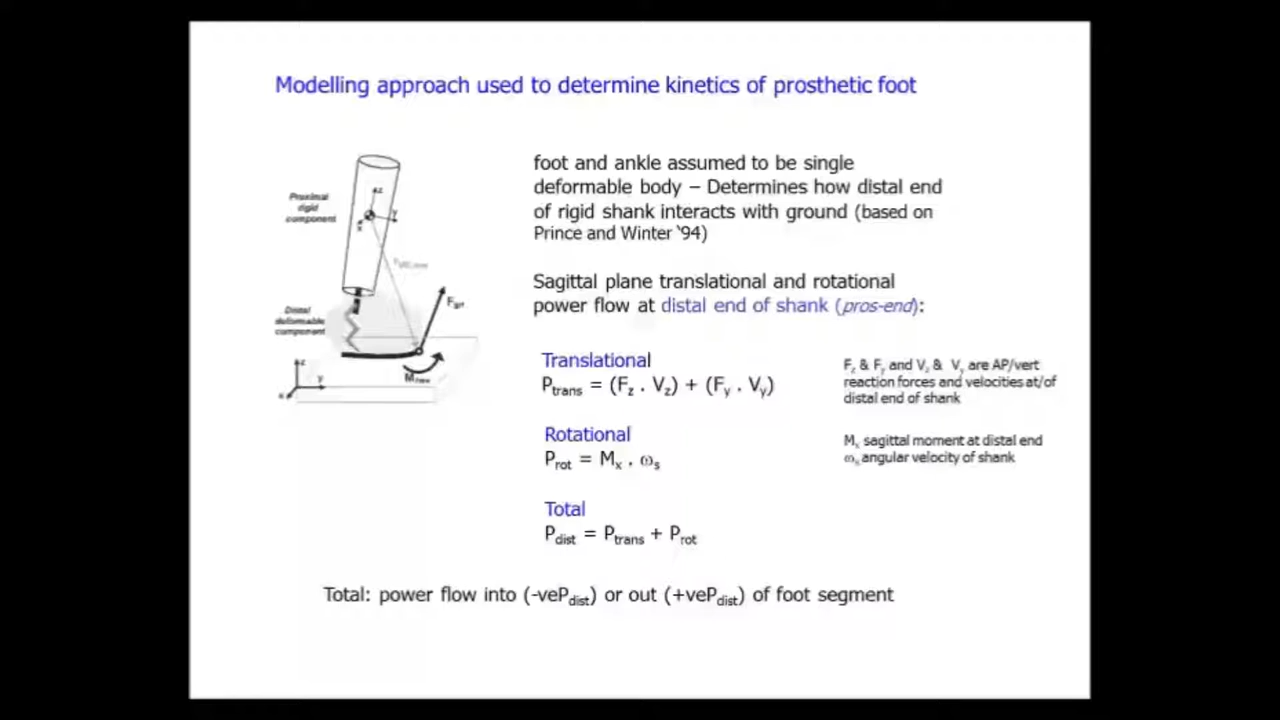 Modelling approach used to determine kinetics of prosthetic foot
Proximal
rigid
component
Distal
deformable
component
z
y
x
F
M
z
y
x
foot and ankle assumed to be single
deformable body – Determines how distal end
of rigid shank interacts with ground (based on
Prince and Winter ‘94)
Sagittal plane translational and rotational
power flow at distal end of shank (pros-end):
Translational
Ptrans = (Fz . Vz) + (Fy . Vy)
Fz & Fy and Vz & Vy are AP/vert
reaction forces and velocities at/of
distal end of shank
Rotational
Prot = Mx . ωs
Mx sagittal moment at distal end
ωs angular velocity of shank
Total
Pdist = Ptrans + Prot
Total: power flow into (-vePdist) or out (+vePdist) of foot segment